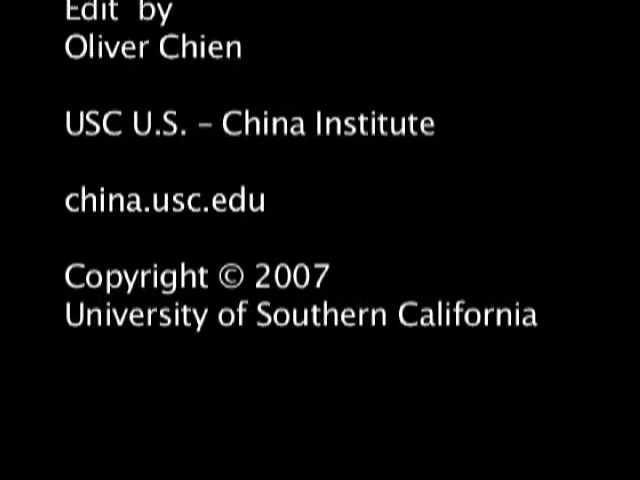 Edit by
Oliver Chien
USC U.S. – China Institute
china.usc.edu
Copyright © 2007
University of Southern California